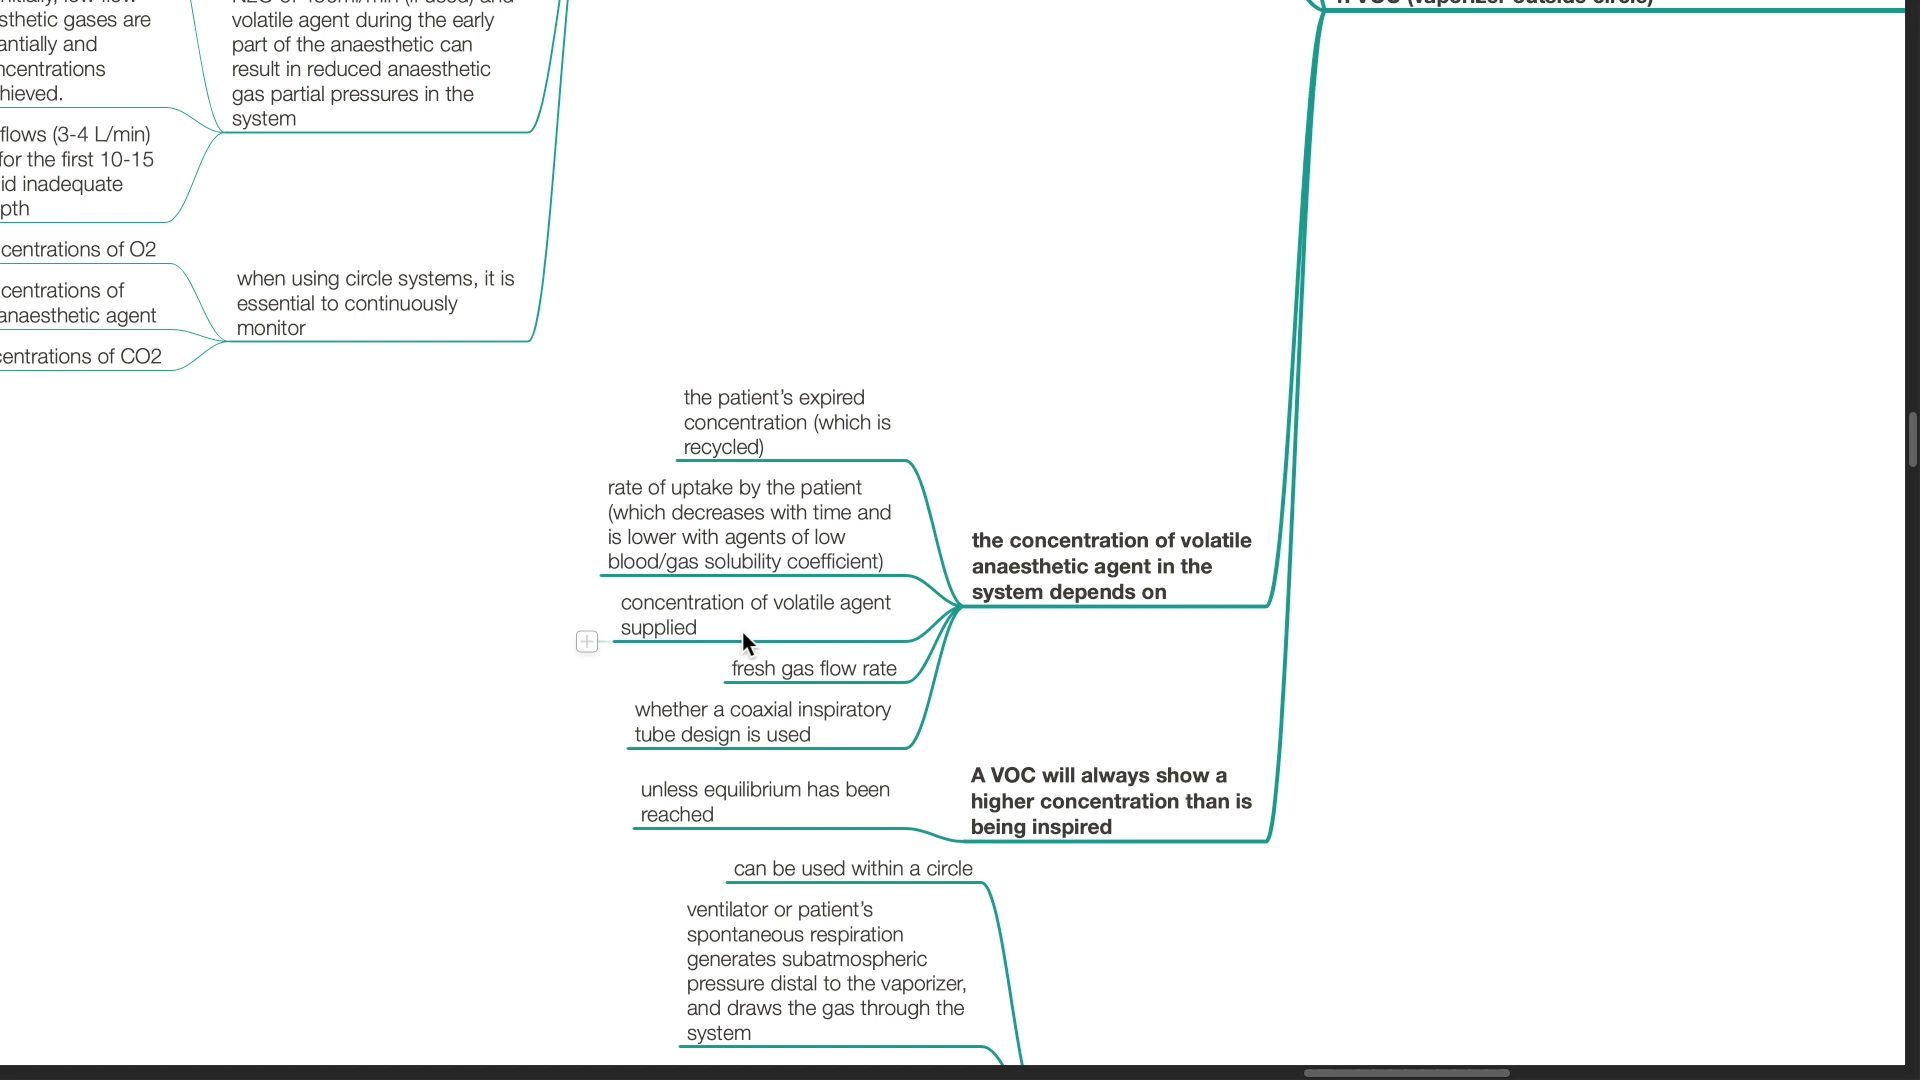 sthetic gases are
antially and
ncentrations
hieved.
flows (3-4 L/min)
for the first 10-15
id inadequate
pth
centrations of O2
centrations of
anaesthetic agent
centrations of CO2
volatile agent during the early
part of the anaesthetic can
result in reduced anaesthetic
gas partial pressures in the
system
when using circle systems, it is
essential to continuously
monitor
the patient’s expired
concentration (which is
recycled)
rate of uptake by the patient
(which decreases with time and
is lower with agents of low
blood/gas solubility coefficient)
concentration of volatile agent
supplied
fresh gas flow rate
whether a coaxial inspiratory
tube design is used
the concentration of volatile
anaesthetic agent in the
system depends on
unless equilibrium has been
reached
A VOC will always show a
higher concentration than is
being inspired
can be used within a circle
ventilator or patient’s
spontaneous respiration
generates subatmospheric
pressure distal to the vaporizer,
and draws the gas through the
system